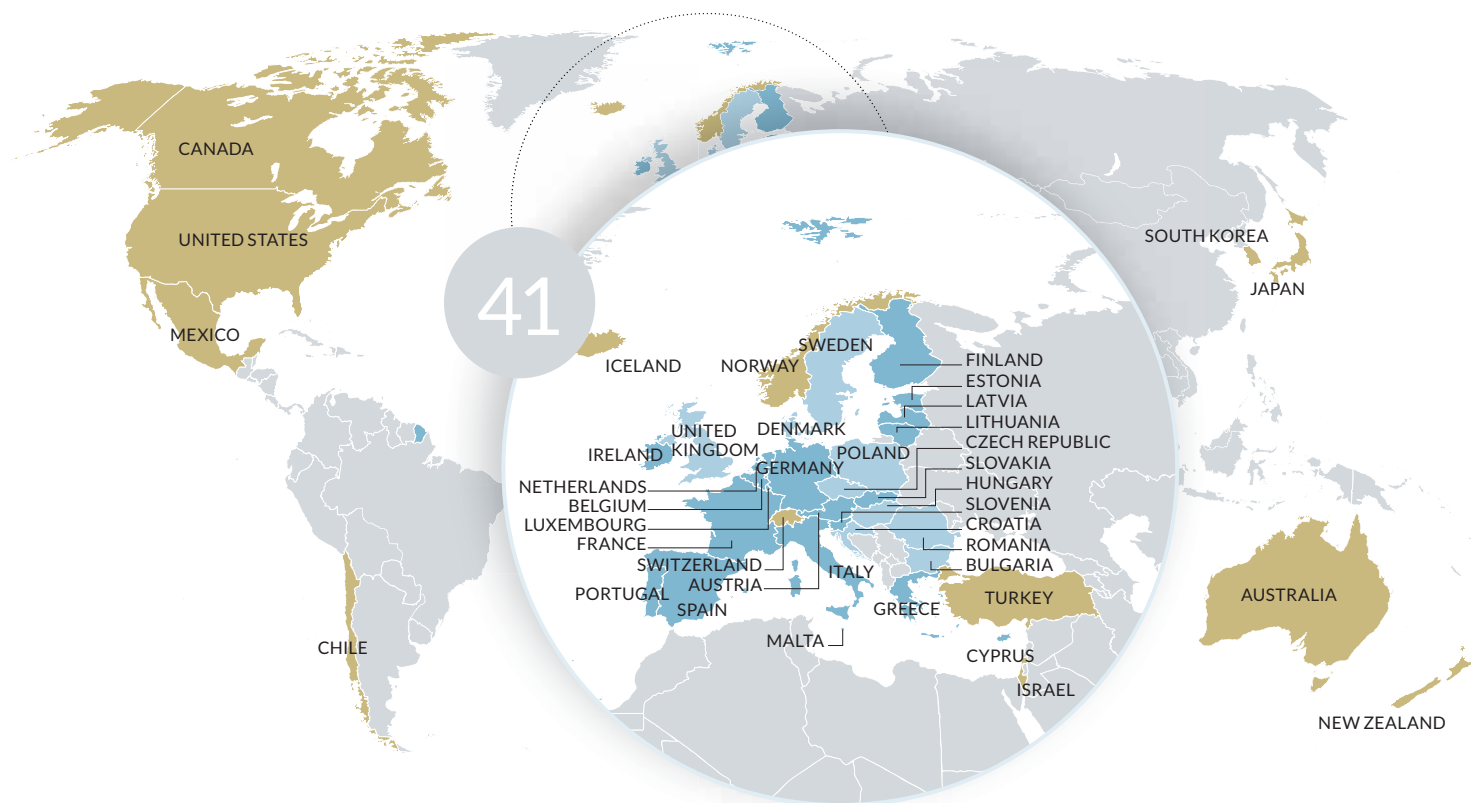 CANADA
UNITED STATES
MEXICO
CHILE
41
ICELAND
NORWAY
SWEDEN
FINLAND
ESTONIA
LATVIA
LITHUANIA
CZECH REPUBLIC
SLOVAKIA
HUNGARY
SLOVENIA
CROATIA
ROMANIA
BULGARIA
DENMARK
UNITED
KINGDOM
IRELAND
POLAND
GERMANY
NETHERLANDS
BELGIUM
LUXEMBOURG
FRANCE
SWITZERLAND
AUSTRIA
ITALY
PORTUGAL
SPAIN
GREECE
TURKEY
MALTA
CYPRUS
ISRAEL
SOUTH KOREA
JAPAN
AUSTRALIA
NEW ZEALAND